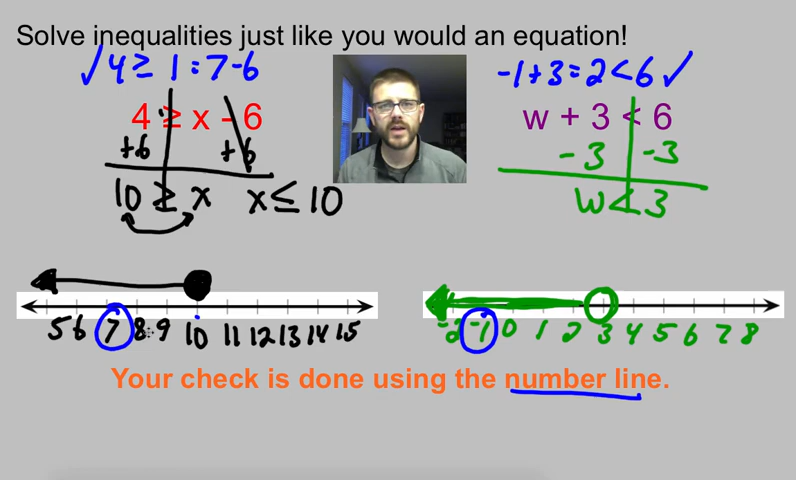 Solve inequalities just like you would an equation!
√4 ≥ 1 = 7-6
4 ≥ x - 6
+6 +6
10 ≥ x x ≤ 10
5 6 7 8 9 10 11 12 13 14 15
-1+3=2<6 ✓
w + 3 < 6
-3 -3
w < 3
-2 -1 0 1 2 3 4 5 6 7 8
Your check is done using the number line.